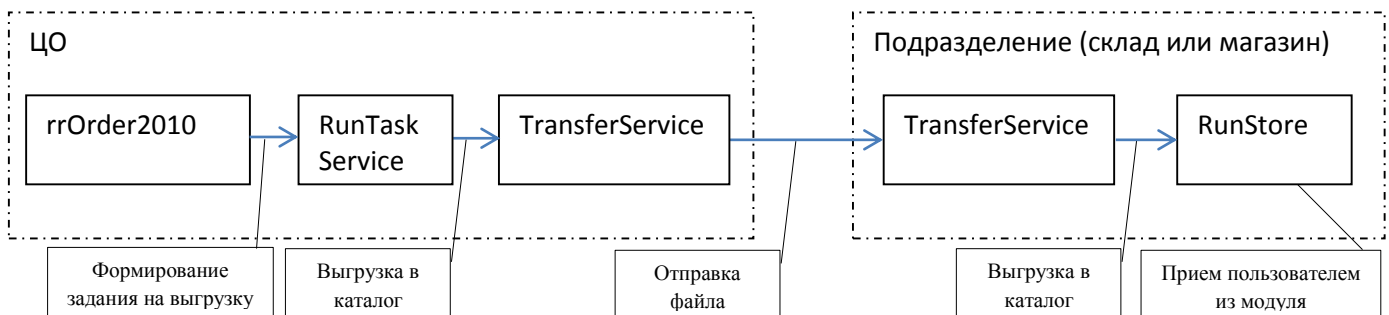 ЦО
Подразделение (склад или магазин)
rrOrder2010
RunTask
Service
TransferService
TransferService
RunStore
Формирование
задания на выгрузку
Выгрузка в
каталог
Отправка
файла
Выгрузка в
каталог
Прием пользователем
из модуля